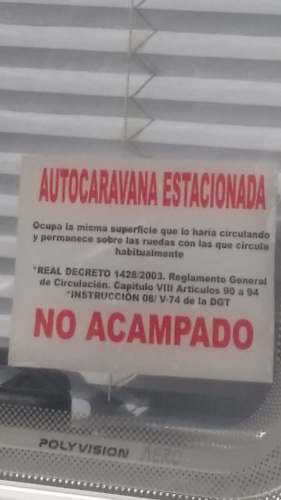 AUTOCARAVANA ESTACIONADA
Ocupa la misma superficie que lo haría circulando
y permanece sobre las ruedas con las que circula
habitualmente
*REAL DECRETO 1428/2003. Reglamento General
de Circulación. Capítulo VIII Artículos 90 a 94
*INSTRUCCIÓN 08/ V-74 de la DGT
NO ACAMPADO
POLYVISION AERO